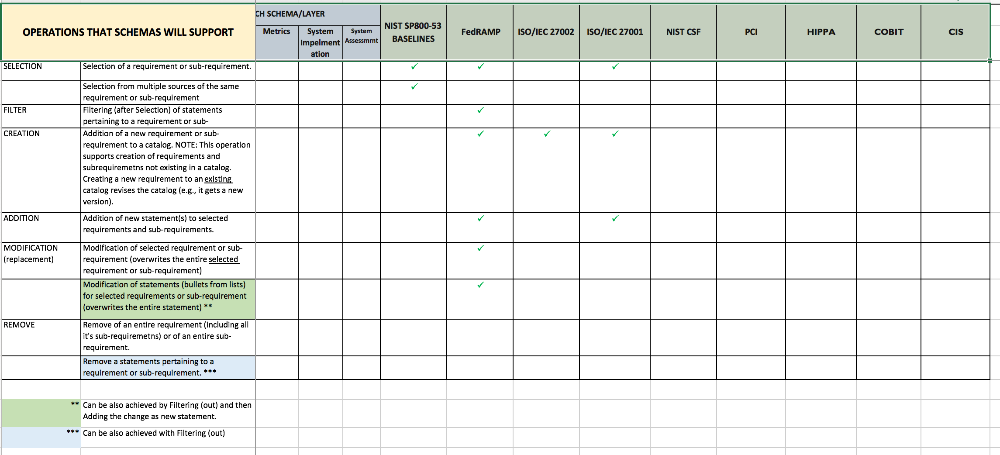 OPERATIONS THAT SCHEMAS WILL SUPPORT
CH SCHEMA/LAYER
Metrics
System
Impelment
ation
System
Assessmrnt
NIST SP800-53
BASELINES
FedRAMP
ISO/IEC 27002
ISO/IEC 27001
NIST CSF
PCI
HIPPA
COBIT
CIS
SELECTION
Selection of a requirement or sub-requirement.
✓ ✓ ✓
Selection from multiple sources of the same
requirement or sub-requirement
✓
FILTER
Filtering (after Selection) of statements
pertaining to a requirement or sub-
✓
CREATION
Addition of a new requirement or sub-
requirement to a catalog. NOTE: This operation
supports creation of requirements and
subrequiremetns not existing in a catalog.
Creating a new requirement to an existing
catalog revises the catalog (e.g., it gets a new
version).
✓ ✓ ✓
ADDITION
Addition of new statement(s) to selected
requirements and sub-requirements.
✓ ✓
MODIFICATION
(replacement)
Modification of selected requirement or sub-
requirement (overwrites the entire selected
requirement or sub-requirement)
✓
Modification of statements (bullets from lists)
for selected requirements or sub-requirement
(overwrites the entire statement) **
✓
REMOVE
Remove of an entire requirement (including all
it's sub-requiremetns) or of an entire sub-
requirement.
Remove a statements pertaining to a
requirement or sub-requirement. ***
** Can be also achieved by Filtering (out) and then
Adding the change as new statement.
*** Can be also achieved with Filtering (out)